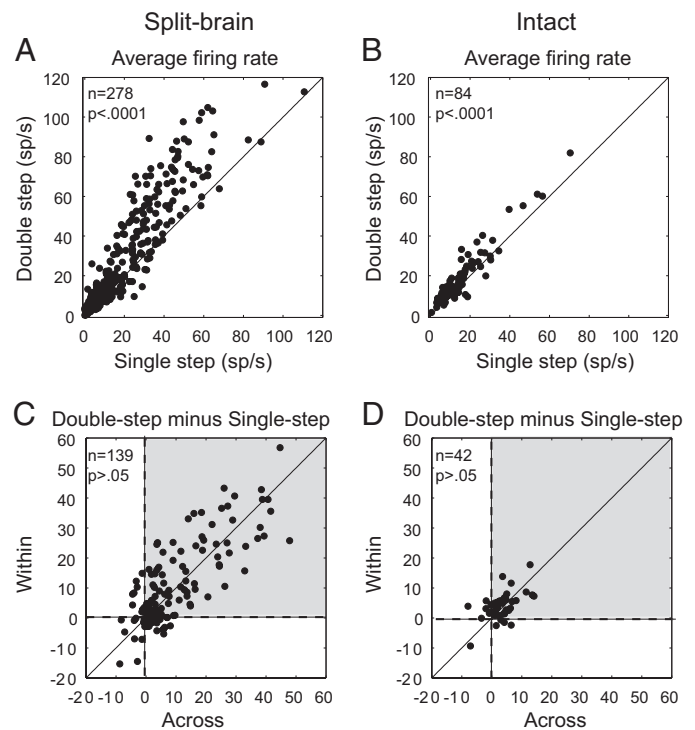 Split-brain
Intact
A
Average firing rate
n=278
p<.0001
120
100
80
60
40
20
0
Double step (sp/s)
0 20 40 60 80 100 120
Single step (sp/s)
B
Average firing rate
n=84
p<.0001
120
100
80
60
40
20
0
Double step (sp/s)
0 20 40 60 80 100 120
Single step (sp/s)
C
Double-step minus Single-step
n=139
p>.05
60
50
40
30
20
10
0
-10
-20
Within
-20 -10 0 10 20 30 40 50 60
Across
D
Double-step minus Single-step
n=42
p>.05
60
50
40
30
20
10
0
-10
-20
Within
-20 -10 0 10 20 30 40 50 60
Across